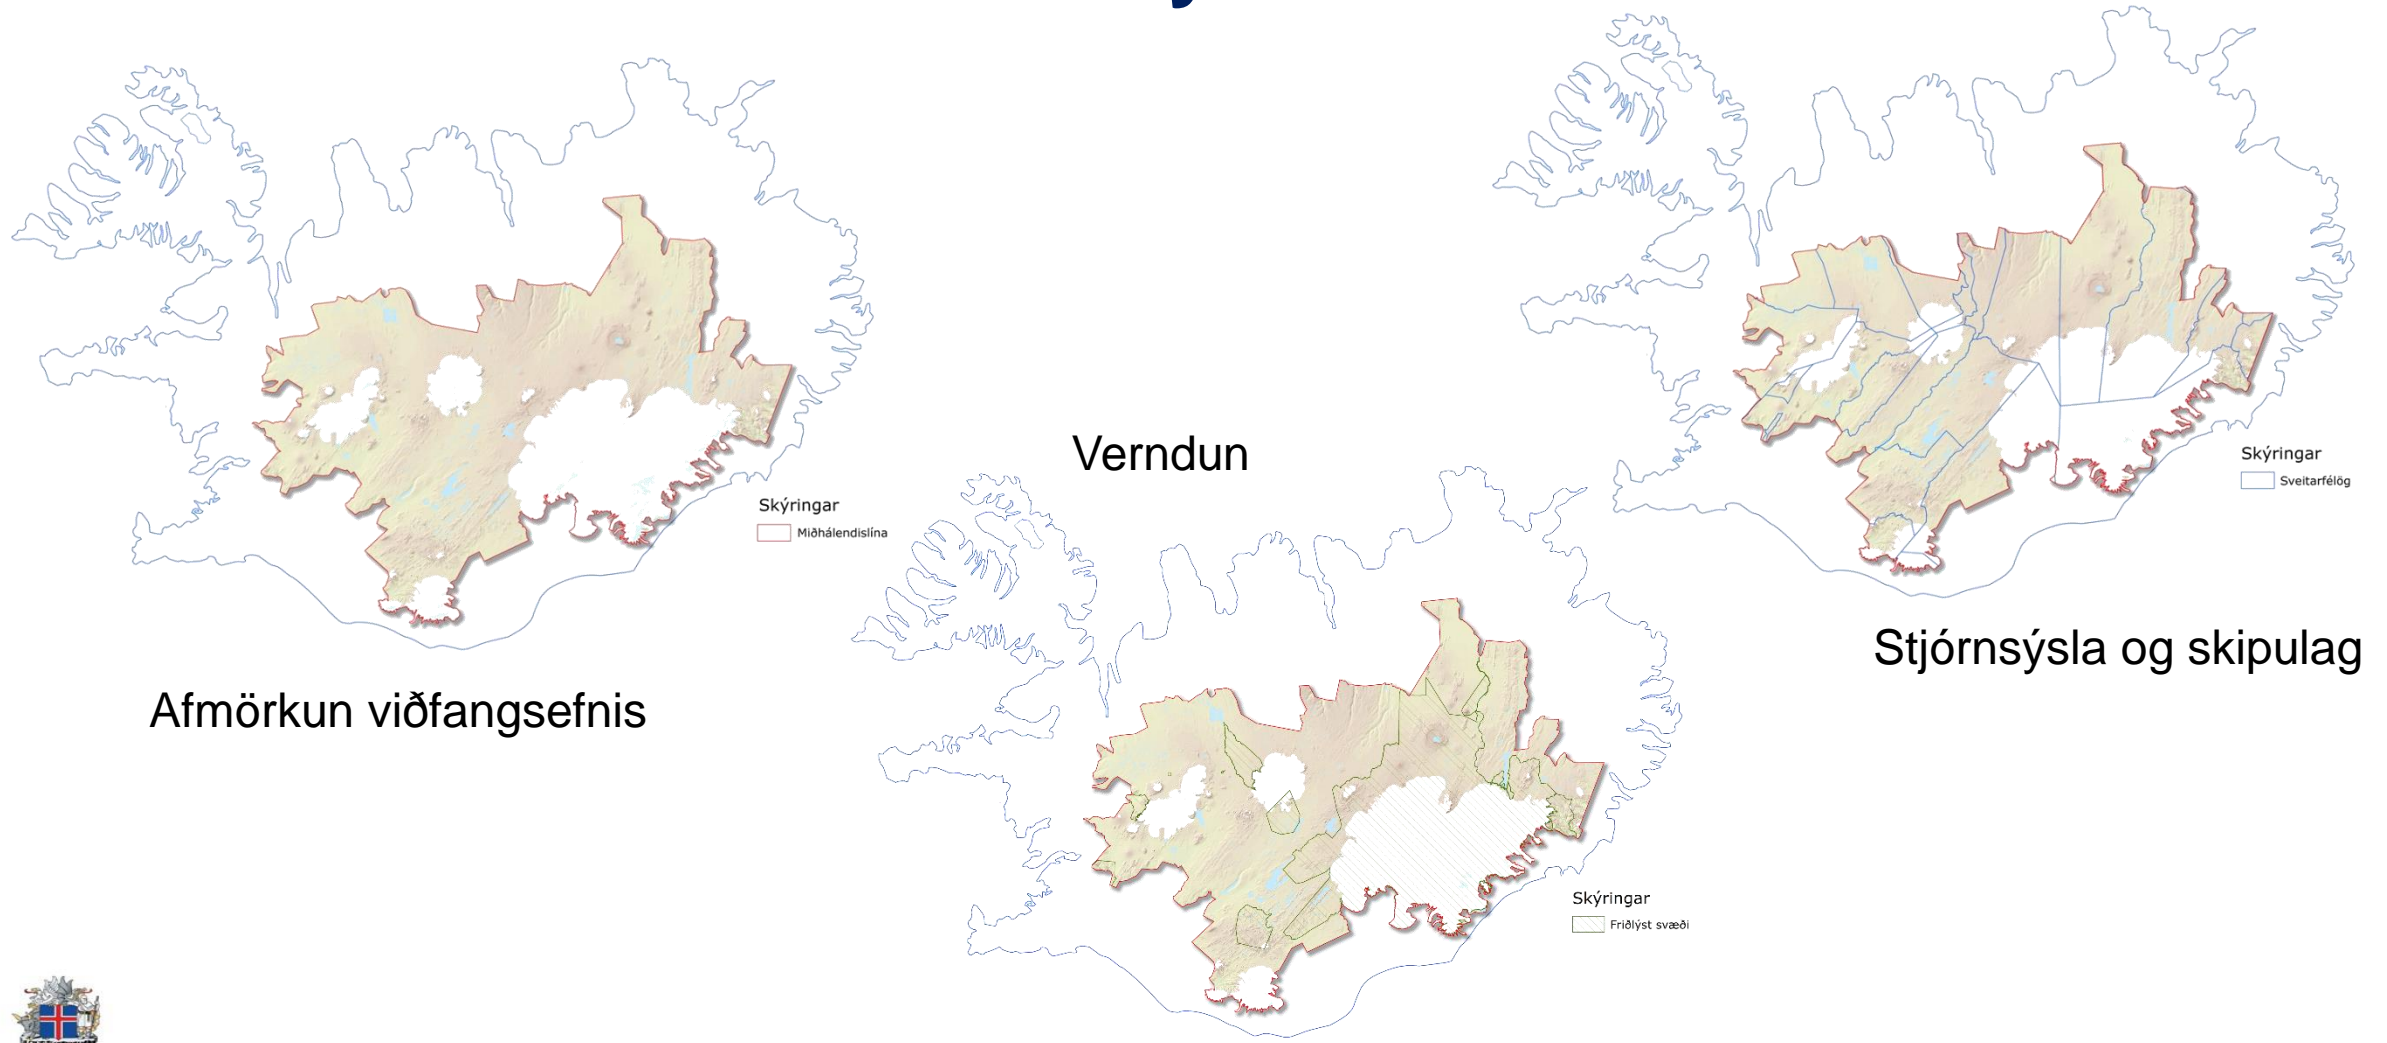 Skýringar
Miðhálendislína
Afmörkun viðfangsefnis
Verndun
Skýringar
Friðlýst svæði
Skýringar
Sveitarfélög
Stjórnsýsla og skipulag